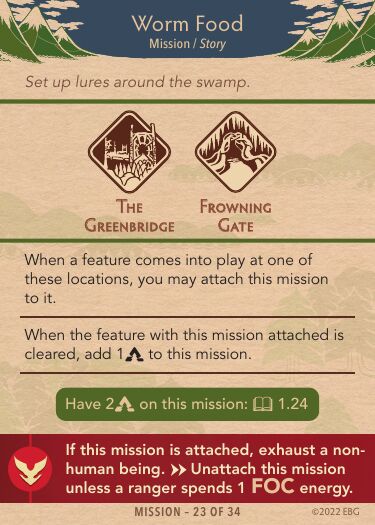 Worm Food
Mission / Story
Set up lures around the swamp.
The Frowning
Greenbridge Gate
When a feature comes into play at one of
these locations, you may attach this mission
to it.
When the feature with this mission attached is
cleared, add 1 to this mission.
Have 2 on this mission: 1.24
If this mission is attached, exhaust a non-
human being. Unattach this mission
unless a ranger spends 1 FOC energy.
MISSION – 23 OF 34 ©2022 EBG